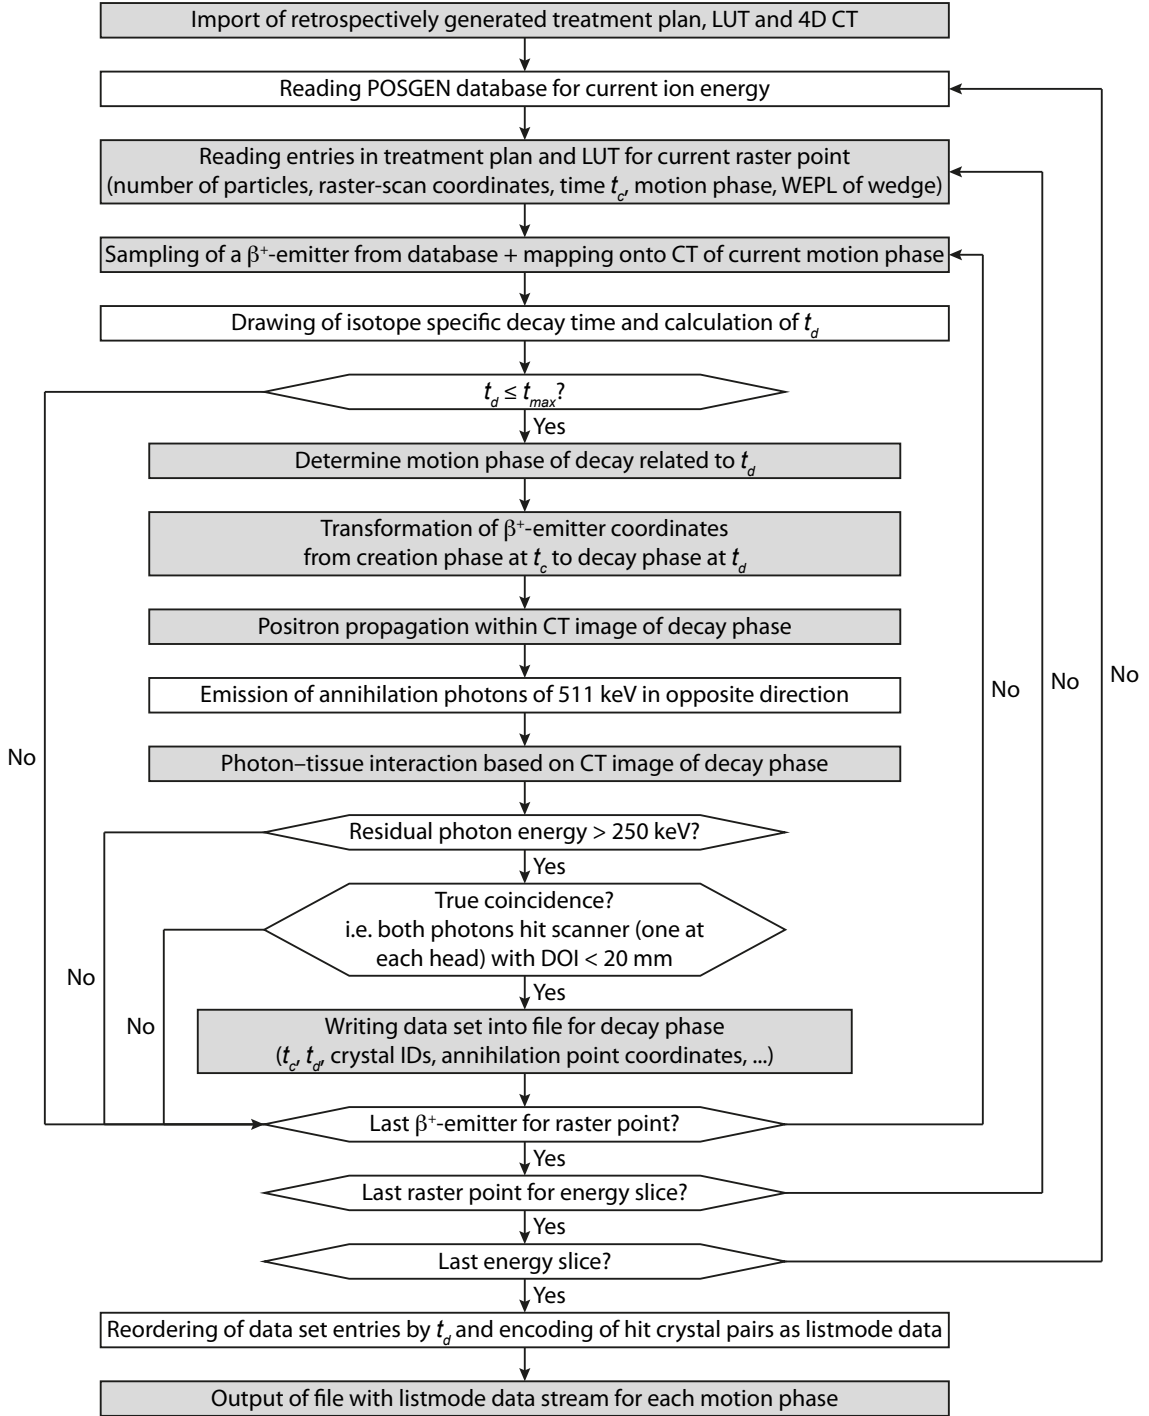 Import of retrospectively generated treatment plan, LUT and 4D CT
Reading POSGEN database for current ion energy
Reading entries in treatment plan and LUT for current raster point
(number of particles, raster-scan coordinates, time t_c, motion phase, WEPL of wedge)
Sampling of a β⁺-emitter from database + mapping onto CT of current motion phase
Drawing of isotope specific decay time and calculation of t_d
t_d ≤ t_max?
Yes
Determine motion phase of decay related to t_d
Transformation of β⁺-emitter coordinates
from creation phase at t_c to decay phase at t_d
Positron propagation within CT image of decay phase
No
No
No
Emission of annihilation photons of 511 keV in opposite direction
No
Photon–tissue interaction based on CT image of decay phase
Residual photon energy > 250 keV?
Yes
True coincidence?
i.e. both photons hit scanner (one at
each head) with DOI < 20 mm
No
Yes
No
Writing data set into file for decay phase
(t_c, t_d, crystal IDs, annihilation point coordinates, ...)
Last β⁺-emitter for raster point?
Yes
Last raster point for energy slice?
Yes
Last energy slice?
Yes
Reordering of data set entries by t_d and encoding of hit crystal pairs as listmode data
Output of file with listmode data stream for each motion phase